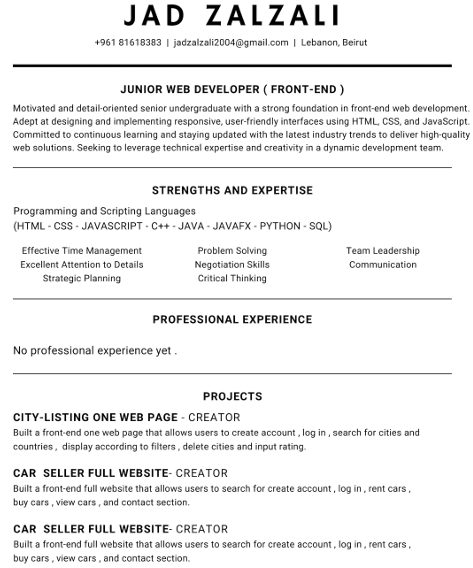 JAD ZALZALI
+961 81618383 | jadzalzali2004@gmail.com | Lebanon, Beirut
JUNIOR WEB DEVELOPER ( FRONT-END )
Motivated and detail-oriented senior undergraduate with a strong foundation in front-end web development.
Adept at designing and implementing responsive, user-friendly interfaces using HTML, CSS, and JavaScript.
Committed to continuous learning and staying updated with the latest industry trends to deliver high-quality
web solutions. Seeking to leverage technical expertise and creativity in a dynamic development team.
STRENGTHS AND EXPERTISE
Programming and Scripting Languages
(HTML - CSS - JAVASCRIPT - C++ - JAVA - JAVAFX - PYTHON - SQL)
Effective Time Management Problem Solving Team Leadership
Excellent Attention to Details Negotiation Skills Communication
Strategic Planning Critical Thinking
PROFESSIONAL EXPERIENCE
No professional experience yet .
PROJECTS
CITY-LISTING ONE WEB PAGE - CREATOR
Built a front-end one web page that allows users to create account , log in , search for cities and
countries , display according to filters , delete cities and input rating.
CAR SELLER FULL WEBSITE- CREATOR
Built a front-end full website that allows users to search for create account , log in , rent cars ,
buy cars , view cars , and contact section.
CAR SELLER FULL WEBSITE- CREATOR
Built a front-end full website that allows users to search for create account , log in , rent cars ,
buy cars , view cars , and contact section.